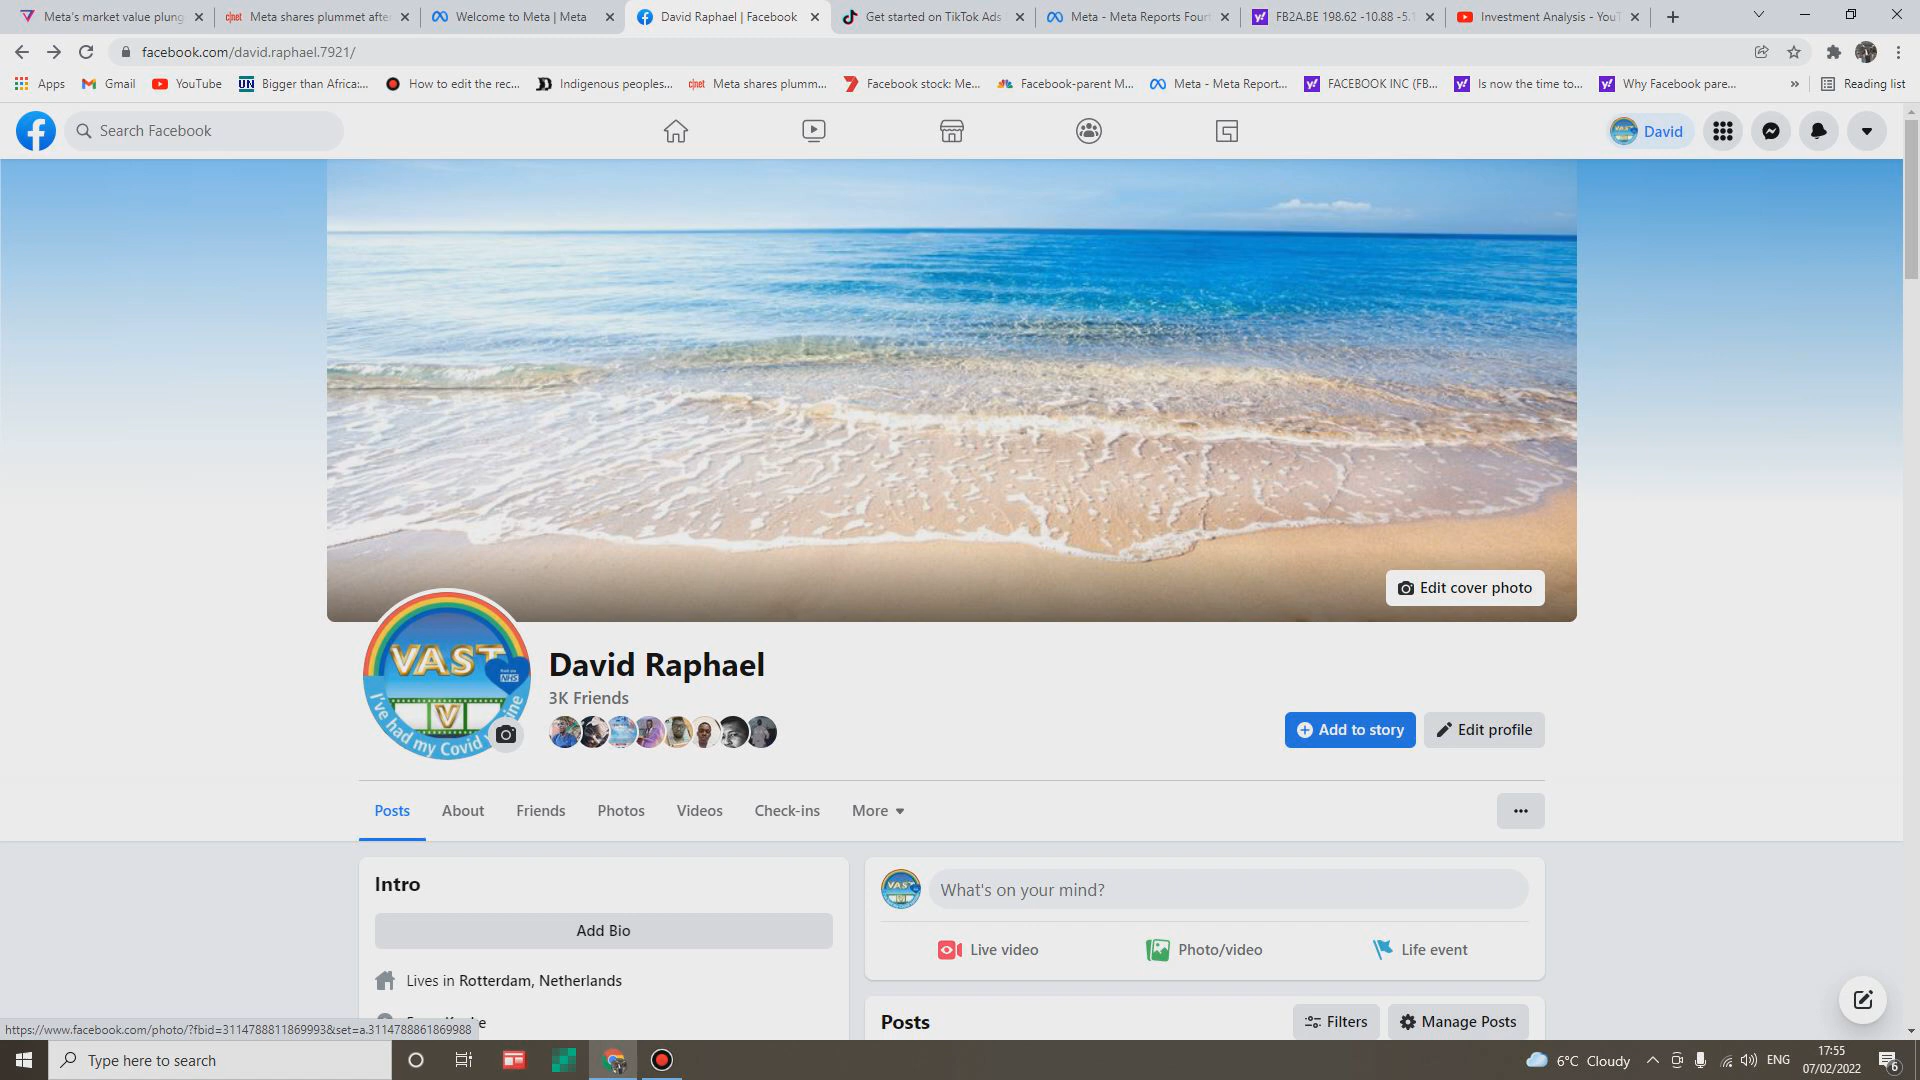 Meta's market value plung
Meta shares plummet afte
Welcome to Meta | Meta
David Raphael | Facebook
Get started on TikTok Ads
Meta - Meta Reports Fourt
FB2A.BE 198.62 -10.88 -5.1
Investment Analysis - YouT
facebook.com/david.raphael.7921/
Apps
Gmail
YouTube
Bigger than Africa:...
How to edit the rec...
Indigenous peoples...
Meta shares plumm...
Facebook stock: Me...
Facebook-parent M...
Meta - Meta Report...
FACEBOOK INC (FB...
Is now the time to...
Why Facebook pare...
»
Reading list
Search Facebook
David
Edit cover photo
VAST
NHS
V
I've had my Covid
David Raphael
3K Friends
Add to story
Edit profile
Posts
About
Friends
Photos
Videos
Check-ins
More
Intro
What's on your mind?
Add Bio
Live video
Photo/video
Life event
Lives in Rotterdam, Netherlands
Posts
Filters
Manage Posts
https://www.facebook.com/photo/?fbid=3114788811869993&set=a.3114788861869988
Type here to search
6°C Cloudy
ENG
17:55
07/02/2022
6